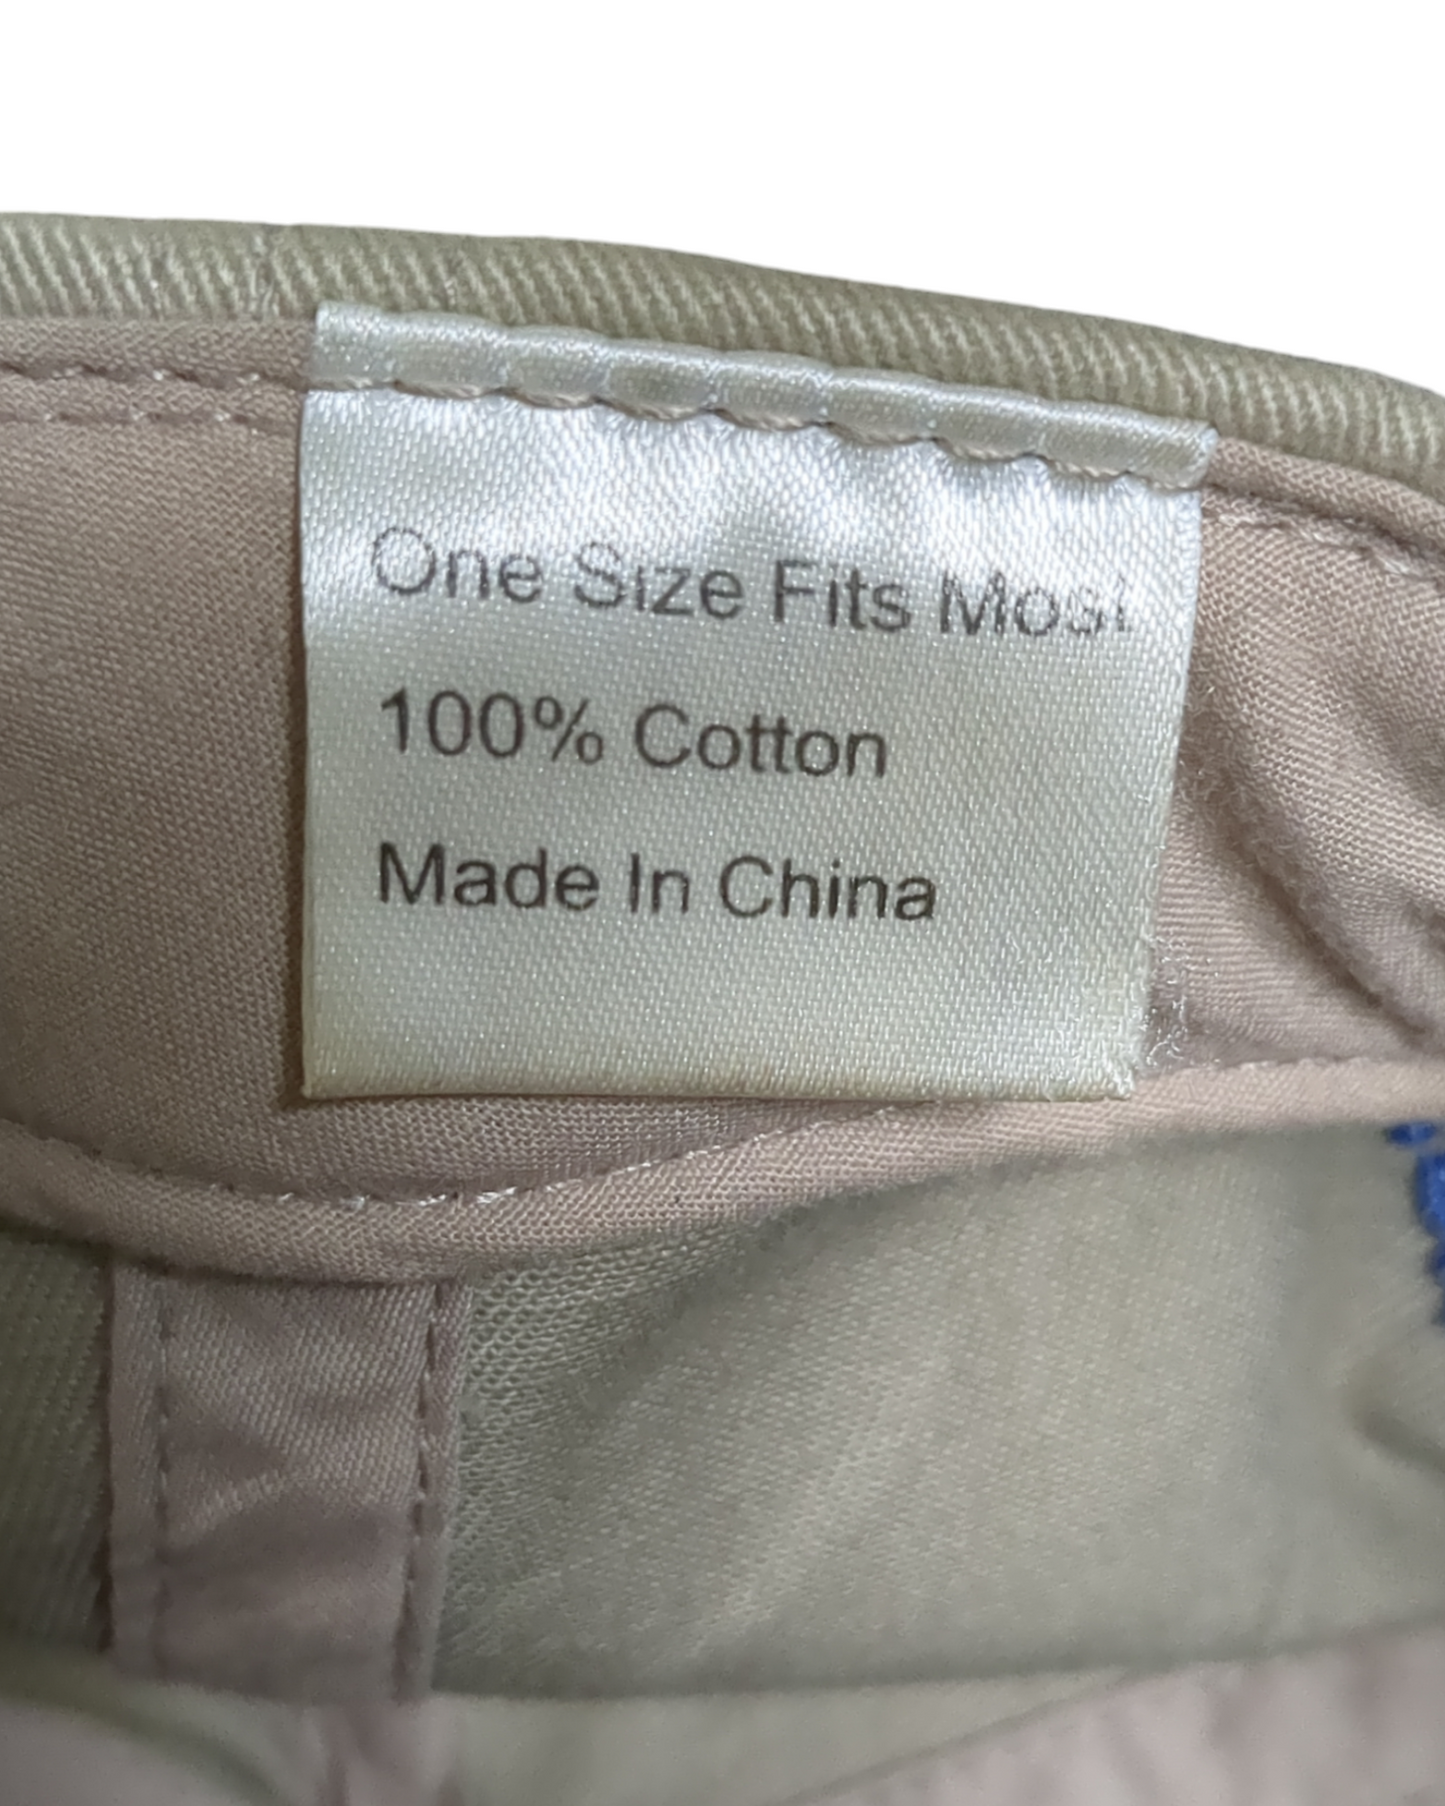 One Size Fits Most
100% Cotton
Made In China